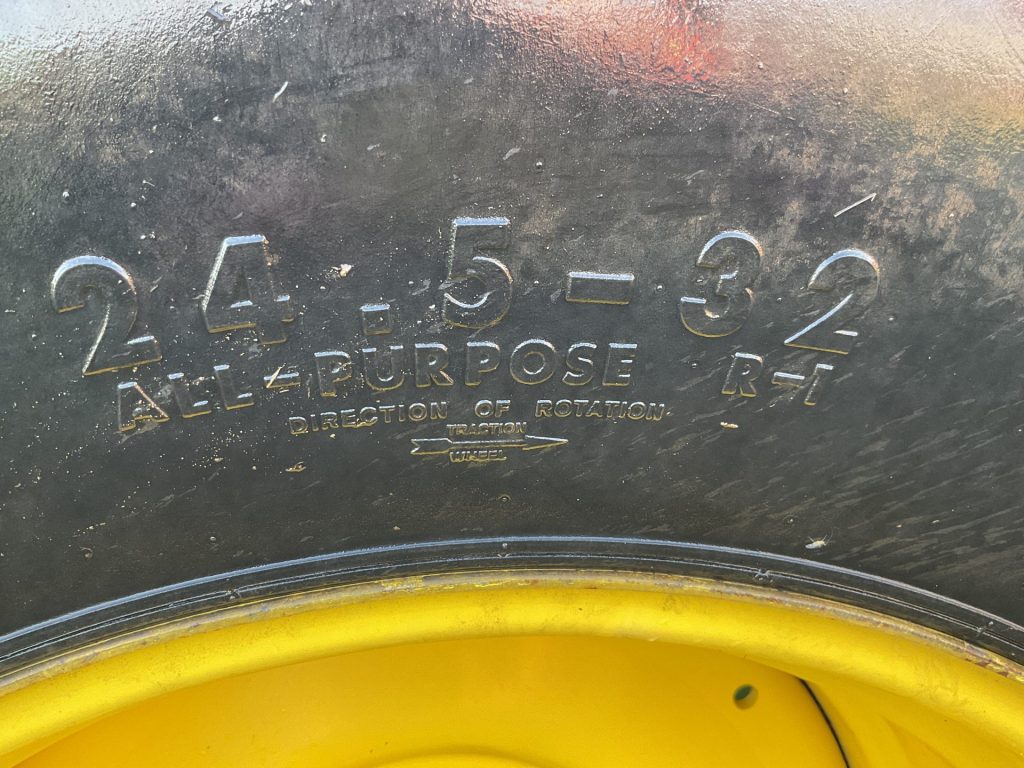 24.5-32
ALL-PURPOSE R-1
DIRECTION OF ROTATION
TRACTION
WHEEL